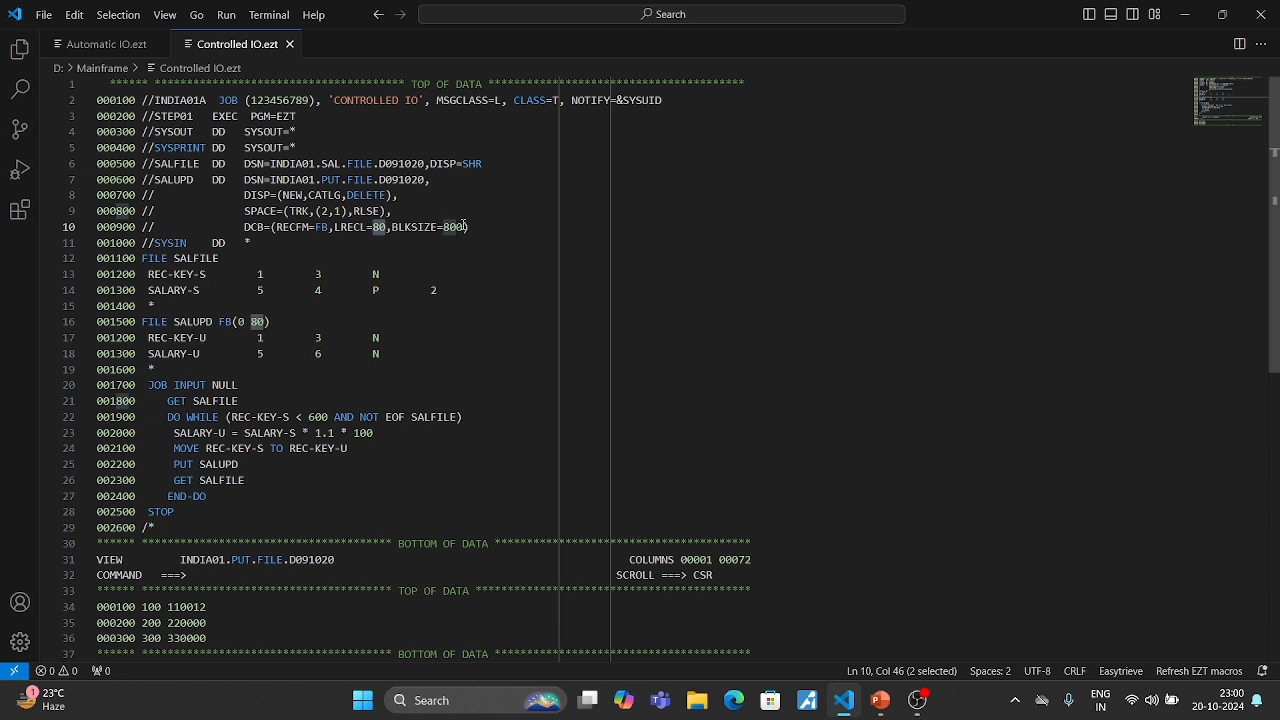 File Edit Selection View Go Run Terminal Help
Search
Automatic IO.ezt Controlled IO.ezt
D: > Mainframe > Controlled IO.ezt
1 ****** *************************************** TOP OF DATA ****************************************
2 000100 //INDIA01A JOB (123456789), 'CONTROLLED IO', MSGCLASS=L, CLASS=T, NOTIFY=&SYSUID
3 000200 //STEP01 EXEC PGM=EZT
4 000300 //SYSOUT DD SYSOUT=*
5 000400 //SYSPRINT DD SYSOUT=*
6 000500 //SALFILE DD DSN=INDIA01.SAL.FILE.D091020,DISP=SHR
7 000600 //SALUPD DD DSN=INDIA01.PUT.FILE.D091020,
8 000700 // DISP=(NEW,CATLG,DELETE),
9 000800 // SPACE=(TRK,(2,1),RLSE),
10 000900 // DCB=(RECFM=FB,LRECL=80,BLKSIZE=800)
11 001000 //SYSIN DD *
12 001100 FILE SALFILE
13 001200 REC-KEY-S 1 3 N
14 001300 SALARY-S 5 4 P 2
15 001400 *
16 001500 FILE SALUPD FB(0 80)
17 001200 REC-KEY-U 1 3 N
18 001300 SALARY-U 5 6 N
19 001600 *
20 001700 JOB INPUT NULL
21 001800 GET SALFILE
22 001900 DO WHILE (REC-KEY-S < 600 AND NOT EOF SALFILE)
23 002000 SALARY-U = SALARY-S * 1.1 * 100
24 002100 MOVE REC-KEY-S TO REC-KEY-U
25 002200 PUT SALUPD
26 002300 GET SALFILE
27 002400 END-DO
28 002500 STOP
29 002600 /*
30 ****** *************************************** BOTTOM OF DATA ****************************************
31 VIEW INDIA01.PUT.FILE.D091020 COLUMNS 00001 00072
32 COMMAND ===> SCROLL ===> CSR
33 ****** *************************************** TOP OF DATA ****************************************
34 000100 100 110012
35 000200 200 220000
36 000300 300 330000
37 ****** *************************************** BOTTOM OF DATA ****************************************
0 0 0 Ln 10, Col 46 (2 selected) Spaces: 2 UTF-8 CRLF Easytrieve Refresh EZT macros
1 23°C Haze Search ENG IN 23:00 20-10-2024